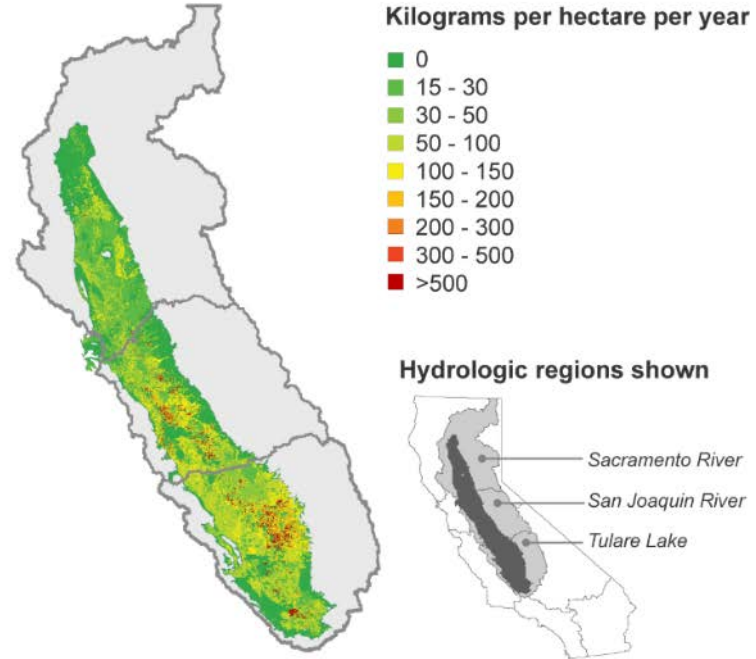 Kilograms per hectare per year
0
15 - 30
30 - 50
50 - 100
100 - 150
150 - 200
200 - 300
300 - 500
>500
Hydrologic regions shown
Sacramento River
San Joaquin River
Tulare Lake